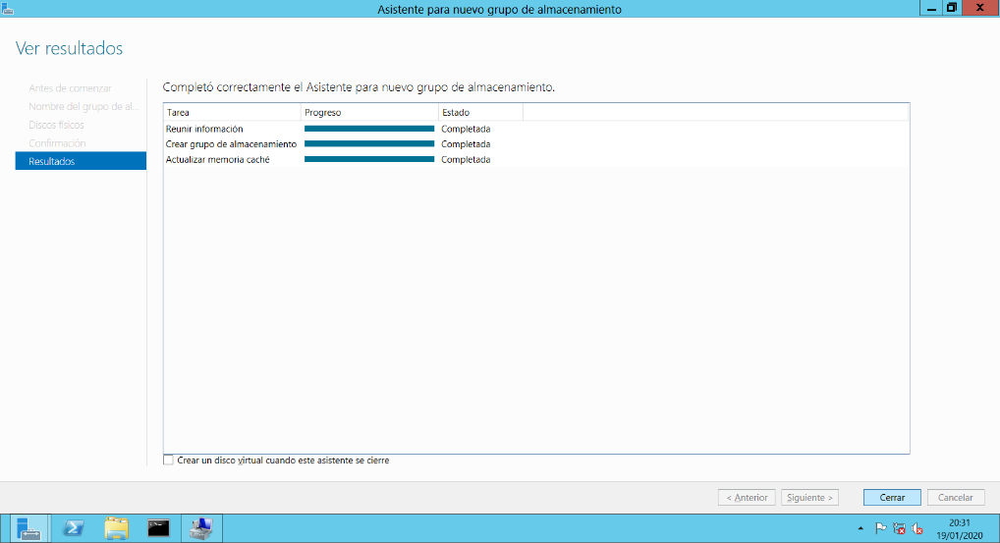 Asistente para nuevo grupo de almacenamiento
Ver resultados
Antes de comenzar
Nombre del grupo de al...
Discos físicos
Confirmación
Resultados
Completó correctamente el Asistente para nuevo grupo de almacenamiento.
Tarea Progreso Estado
Reunir información Completada
Crear grupo de almacenamiento Completada
Actualizar memoria caché Completada
Crear un disco virtual cuando este asistente se cierre
< Anterior Siguiente > Cerrar Cancelar
20:31
19/01/2020